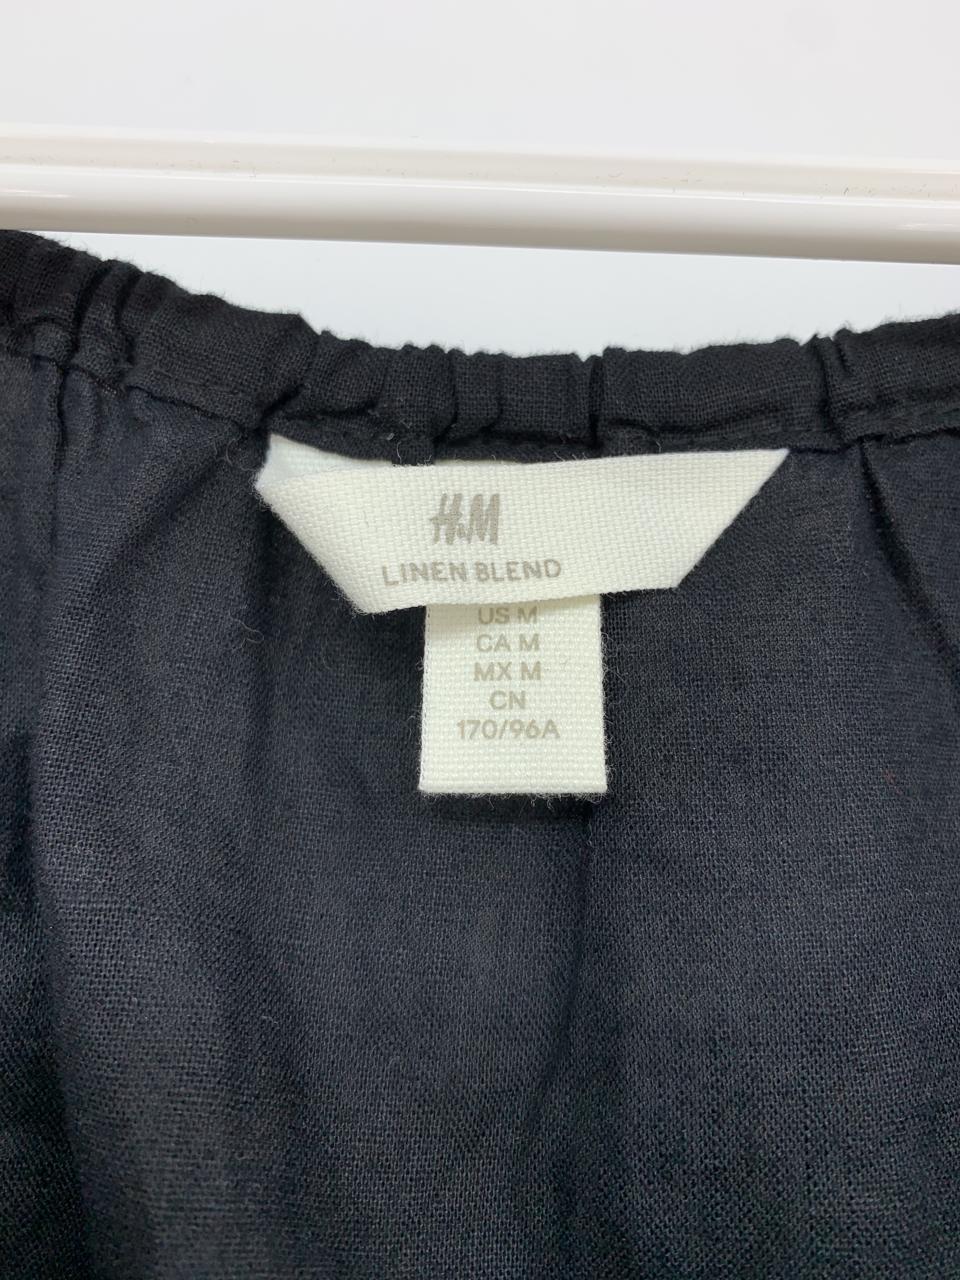 H&M
LINEN BLEND
US M
CA M
MX M
CN
170/96A